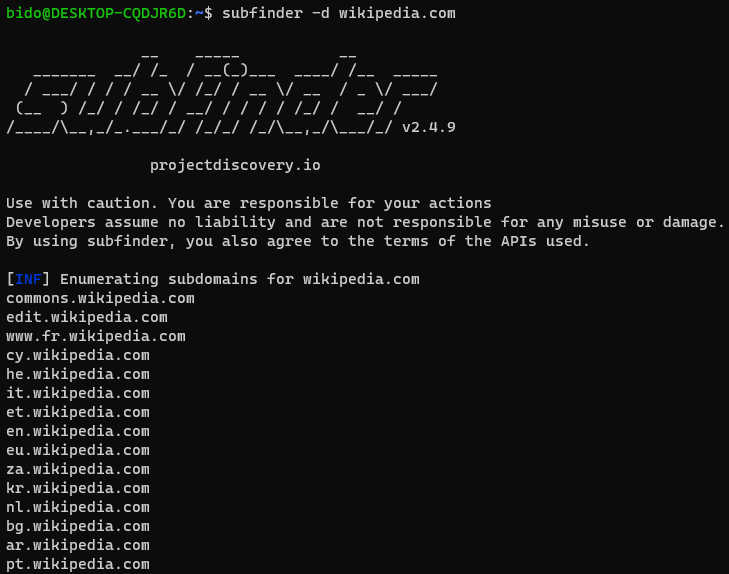 bido@DESKTOP-CQDJR6D:~$ subfinder -d wikipedia.com
               __    _____           __
   _______  __/ /_  / __(_)___  ____/ /__  _____
  / ___/ / / / __ \/ /_/ / __ \/ __  / _ \/ ___/
 (__  ) /_/ / /_/ / __/ / / / / /_/ /  __/ /
/____/\__,_/_.___/_/ /_/_/ /_/\__,_/\___/_/ v2.4.9
projectdiscovery.io
Use with caution. You are responsible for your actions
Developers assume no liability and are not responsible for any misuse or damage.
By using subfinder, you also agree to the terms of the APIs used.
[INF] Enumerating subdomains for wikipedia.com
commons.wikipedia.com
edit.wikipedia.com
www.fr.wikipedia.com
cy.wikipedia.com
he.wikipedia.com
it.wikipedia.com
et.wikipedia.com
en.wikipedia.com
eu.wikipedia.com
za.wikipedia.com
kr.wikipedia.com
nl.wikipedia.com
bg.wikipedia.com
ar.wikipedia.com
pt.wikipedia.com